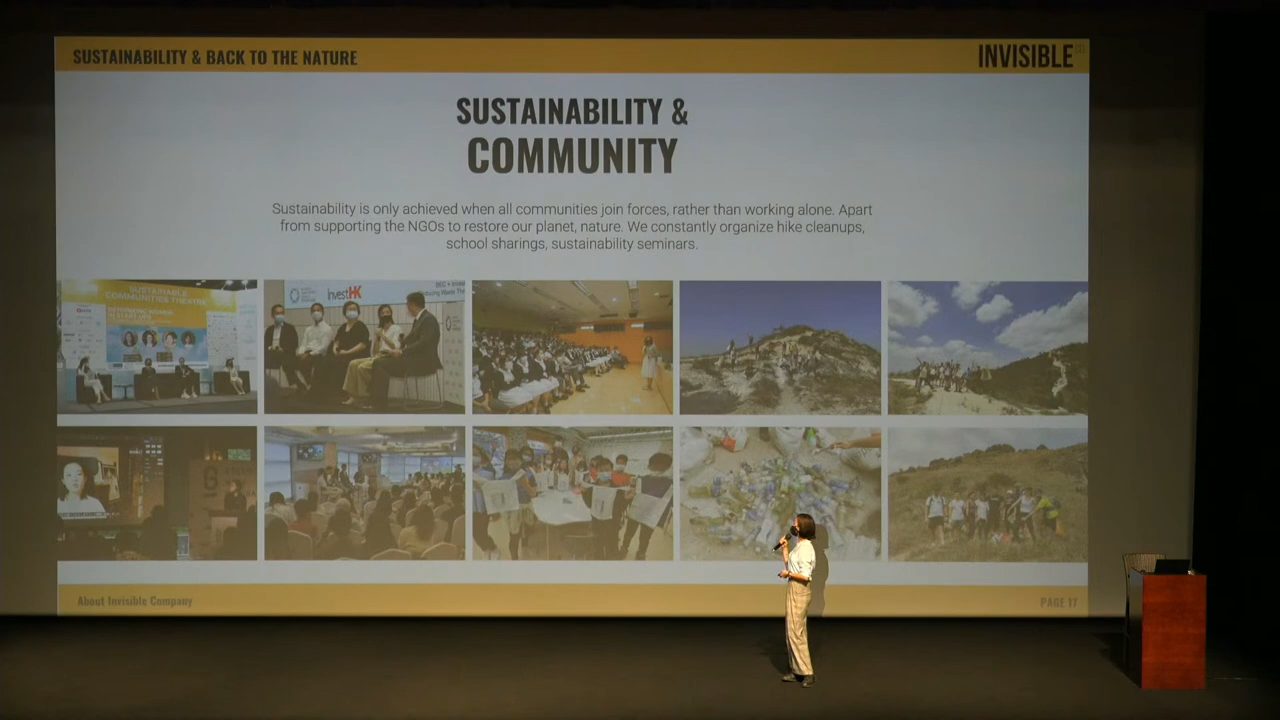 SUSTAINABILITY & BACK TO THE NATURE
INVISIBLE
SUSTAINABILITY &
COMMUNITY
Sustainability is only achieved when all communities join forces, rather than working alone. Apart
from supporting the NGOs to restore our planet, nature. We constantly organize hike cleanups,
school sharings, sustainability seminars.
SUSTAINABLE
COMMUNITIES THEATRE
InvestHK
About Invisible Company
PAGE 17